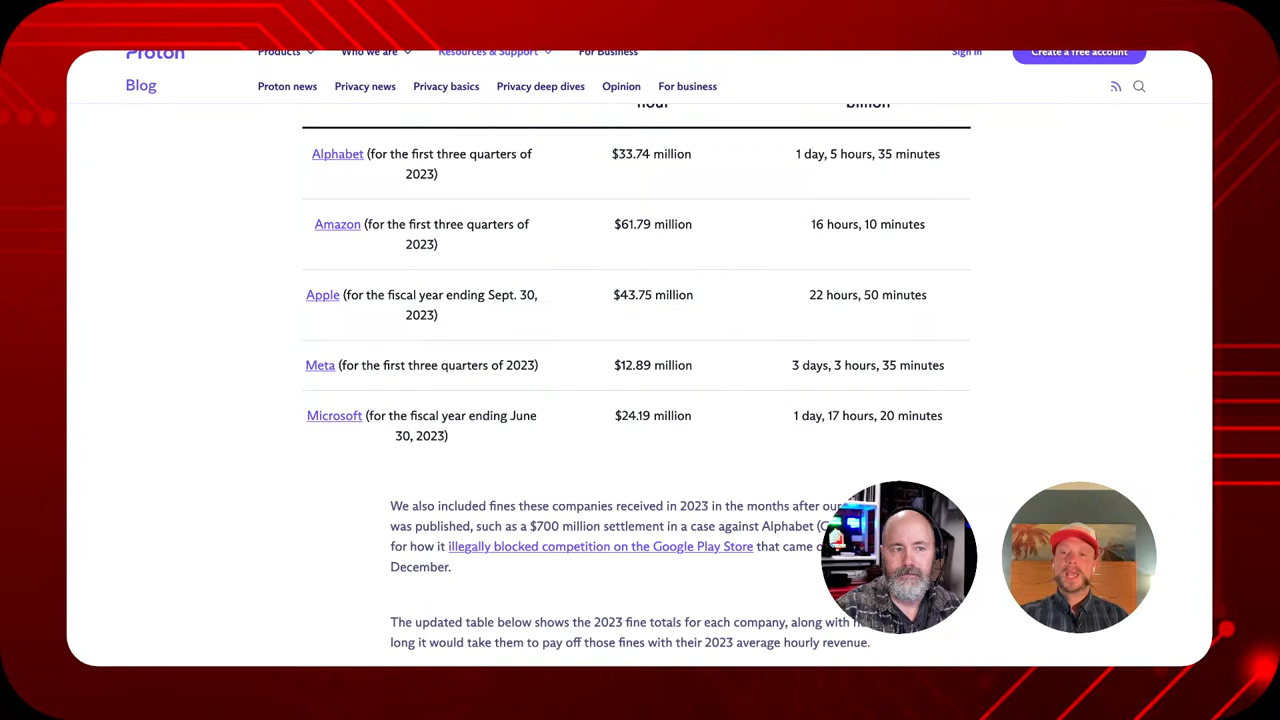 Proton
Products Who we are Resources & Support For Business Sign in Create a free account
Blog Proton news Privacy news Privacy basics Privacy deep dives Opinion For business
hour billion
Alphabet (for the first three quarters of 2023) $33.74 million 1 day, 5 hours, 35 minutes
Amazon (for the first three quarters of 2023) $61.79 million 16 hours, 10 minutes
Apple (for the fiscal year ending Sept. 30, 2023) $43.75 million 22 hours, 50 minutes
Meta (for the first three quarters of 2023) $12.89 million 3 days, 3 hours, 35 minutes
Microsoft (for the fiscal year ending June 30, 2023) $24.19 million 1 day, 17 hours, 20 minutes
We also included fines these companies received in 2023 in the months after our
was published, such as a $700 million settlement in a case against Alphabet
for how it illegally blocked competition on the Google Play Store that came
December.
The updated table below shows the 2023 fine totals for each company, along with
long it would take them to pay off those fines with their 2023 average hourly revenue.